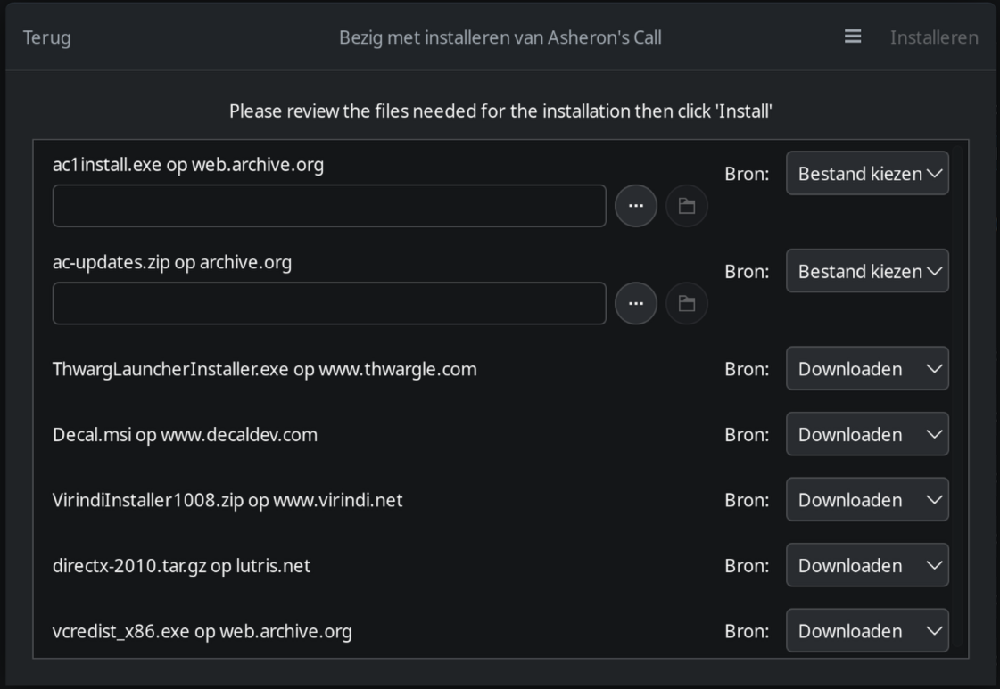 Terug
Bezig met installeren van Asheron's Call
Installeren
Please review the files needed for the installation then click 'Install'
ac1install.exe op web.archive.org
Bron:
Bestand kiezen
...
ac-updates.zip op archive.org
Bron:
Bestand kiezen
...
ThwargLauncherInstaller.exe op www.thwargle.com
Bron:
Downloaden
Decal.msi op www.decaldev.com
Bron:
Downloaden
VirindiInstaller1008.zip op www.virindi.net
Bron:
Downloaden
directx-2010.tar.gz op lutris.net
Bron:
Downloaden
vcredist_x86.exe op web.archive.org
Bron:
Downloaden